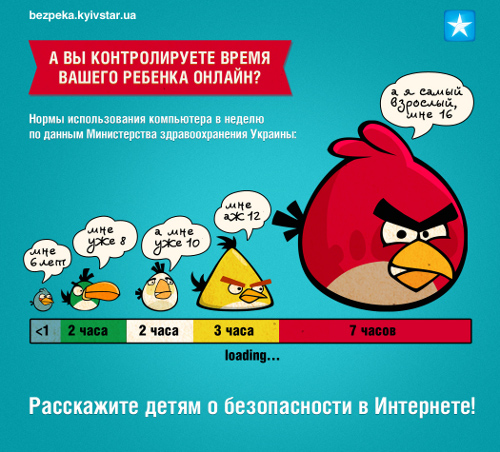 bezpeka.kyivstar.ua
А ВЫ КОНТРОЛИРУЕТЕ ВРЕМЯ
ВАШЕГО РЕБЕНКА ОНЛАЙН?
Нормы использования компьютера в неделю
по данным Министерства здравоохранения Украины:
а я самый
взрослый,
мне 16
мне
аж 12
мне
уже 8
а мне
уже 10
мне
6 лет
<1 2 часа 2 часа 3 часа 7 часов
loading...
Расскажите детям о безопасности в Интернете!